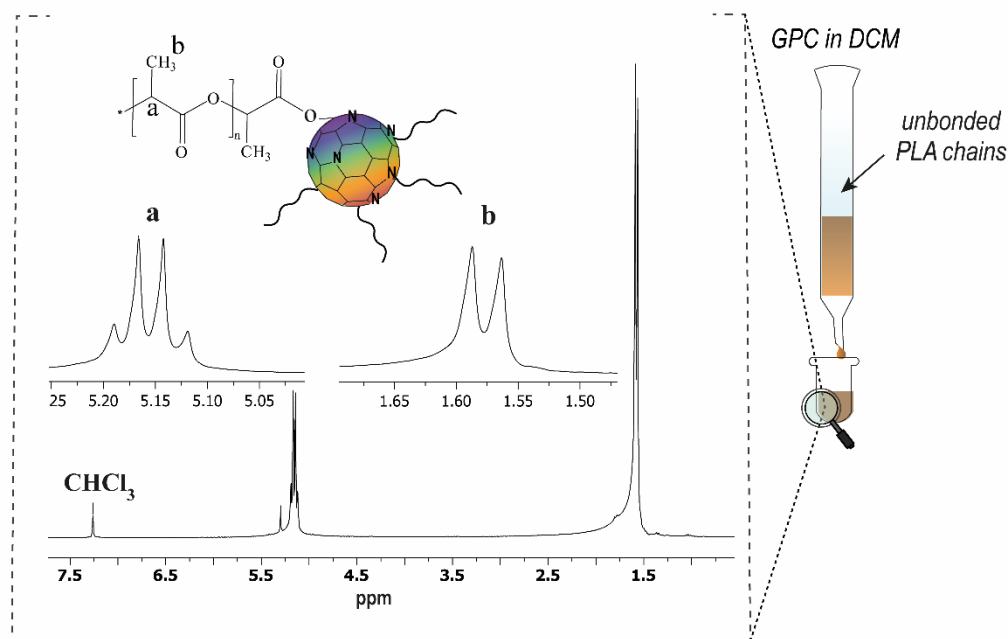 GPC in DCM
unbonded
PLA chains
b
CH₃
a
O
O
n
CH₃
O
O
N
N
N
N
N
N
a
b
25 5.20 5.15 5.10 5.05
1.65 1.60 1.55 1.50
CHCl₃
7.5 6.5 5.5 4.5 3.5 2.5 1.5
ppm